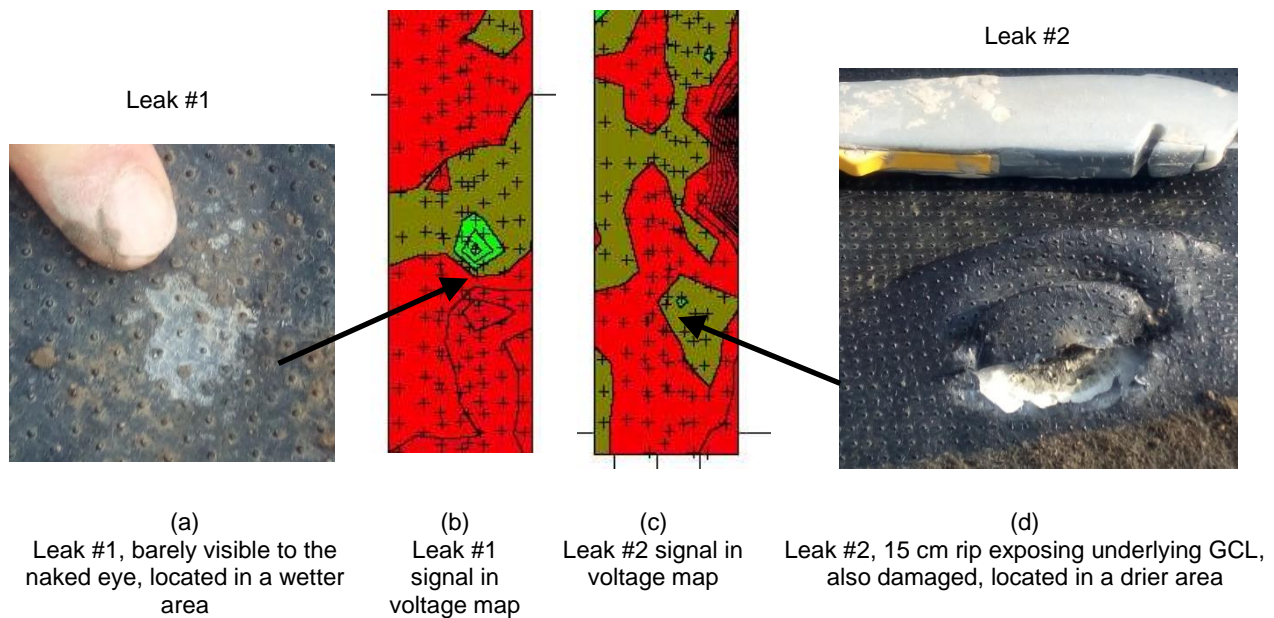 Leak #1
Leak #2
(a)
Leak #1, barely visible to the
naked eye, located in a wetter
area
(b)
Leak #1
signal in
voltage map
(c)
Leak #2 signal in
voltage map
(d)
Leak #2, 15 cm rip exposing underlying GCL,
also damaged, located in a drier area